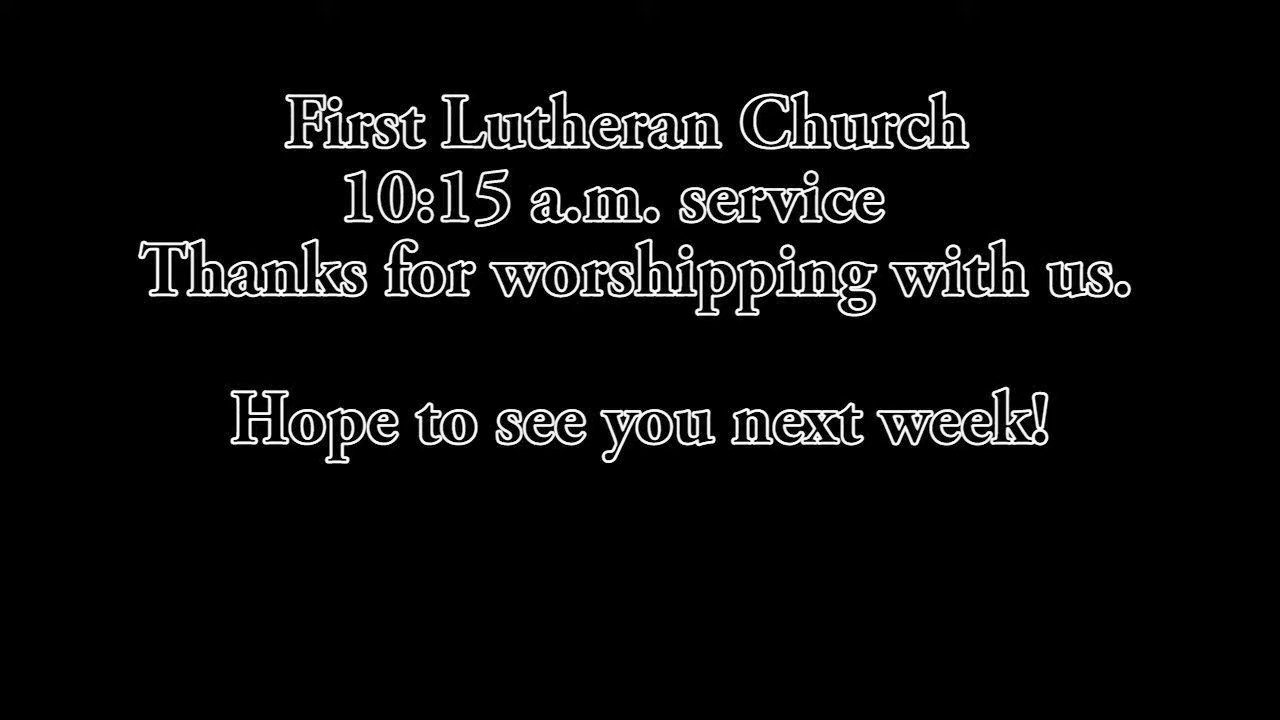 First Lutheran Church
10:15 a.m. service
Thanks for worshipping with us.
Hope to see you next week!